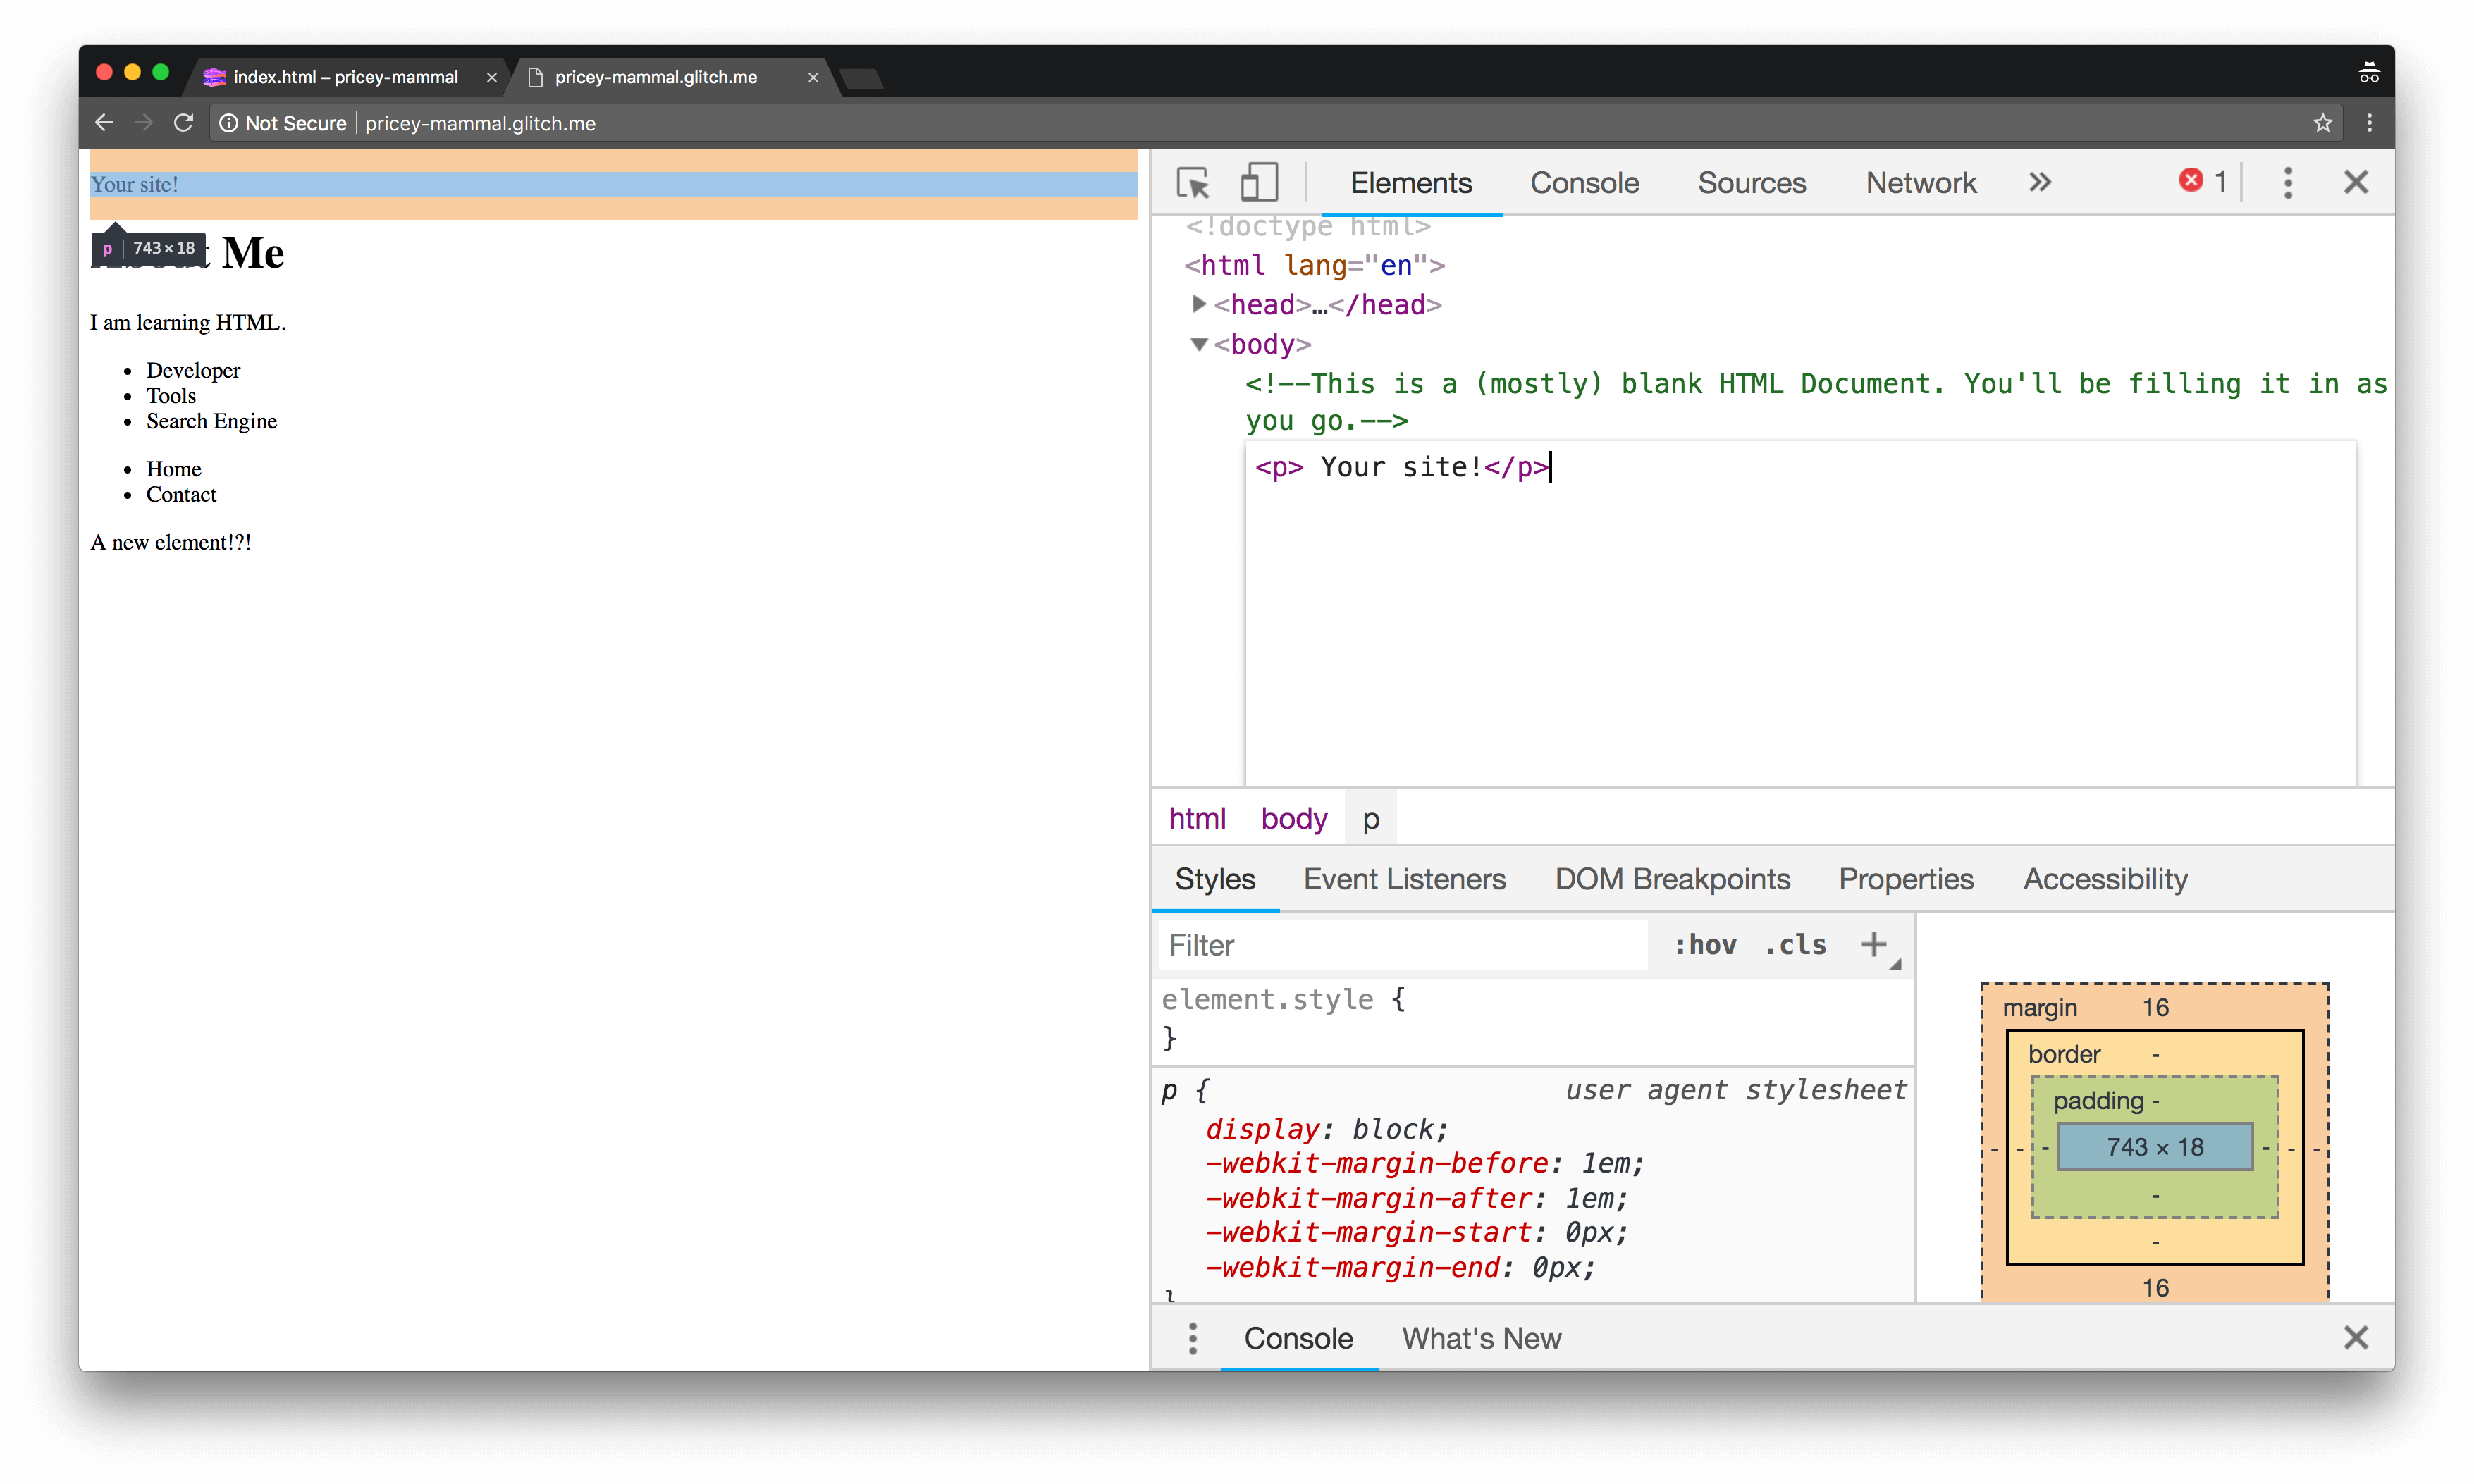 index.html – pricey-mammal
pricey-mammal.glitch.me
Not Secure pricey-mammal.glitch.me
Your site!
p 743 × 18
Me
I am learning HTML.
Developer
Tools
Search Engine
Home
Contact
A new element!?!
Elements Console Sources Network » 1
<!doctype html>
<html lang="en">
<head>…</head>
<body>
<!--This is a (mostly) blank HTML Document. You'll be filling it in as
you go.-->
<p> Your site!</p>
html body p
Styles Event Listeners DOM Breakpoints Properties Accessibility
Filter :hov .cls +
element.style {
}
p { user agent stylesheet
display: block;
-webkit-margin-before: 1em;
-webkit-margin-after: 1em;
-webkit-margin-start: 0px;
-webkit-margin-end: 0px;
}
margin 16
border -
padding -
- - - 743 × 18 - - -
-
-
16
Console What's New